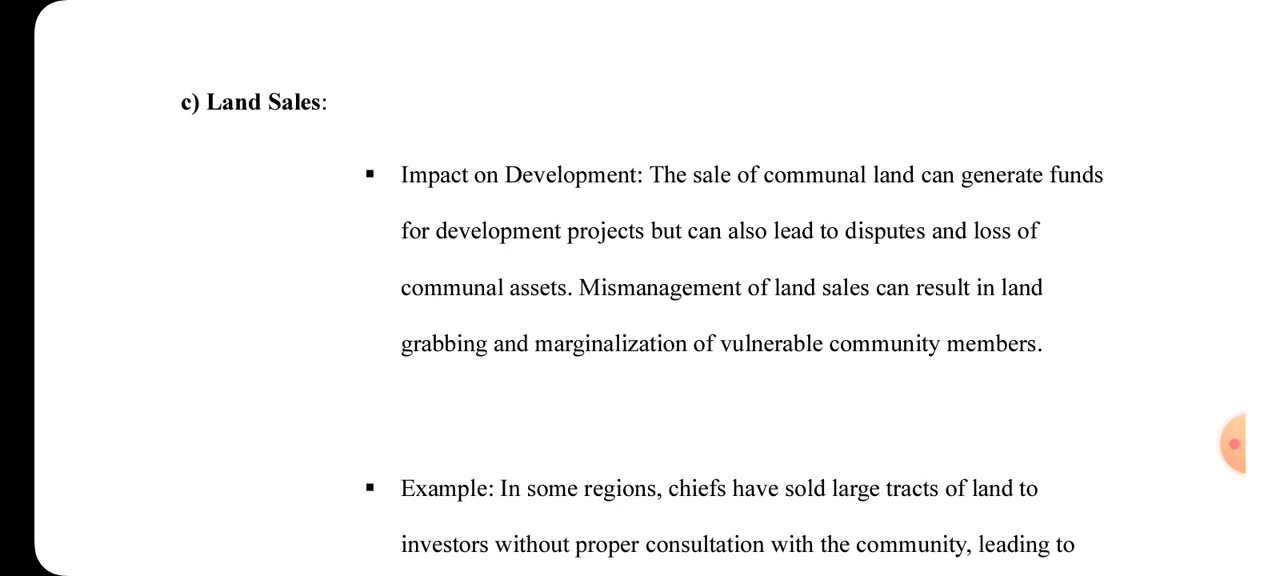 c) Land Sales:
▪ Impact on Development: The sale of communal land can generate funds
for development projects but can also lead to disputes and loss of
communal assets. Mismanagement of land sales can result in land
grabbing and marginalization of vulnerable community members.
▪ Example: In some regions, chiefs have sold large tracts of land to
investors without proper consultation with the community, leading to